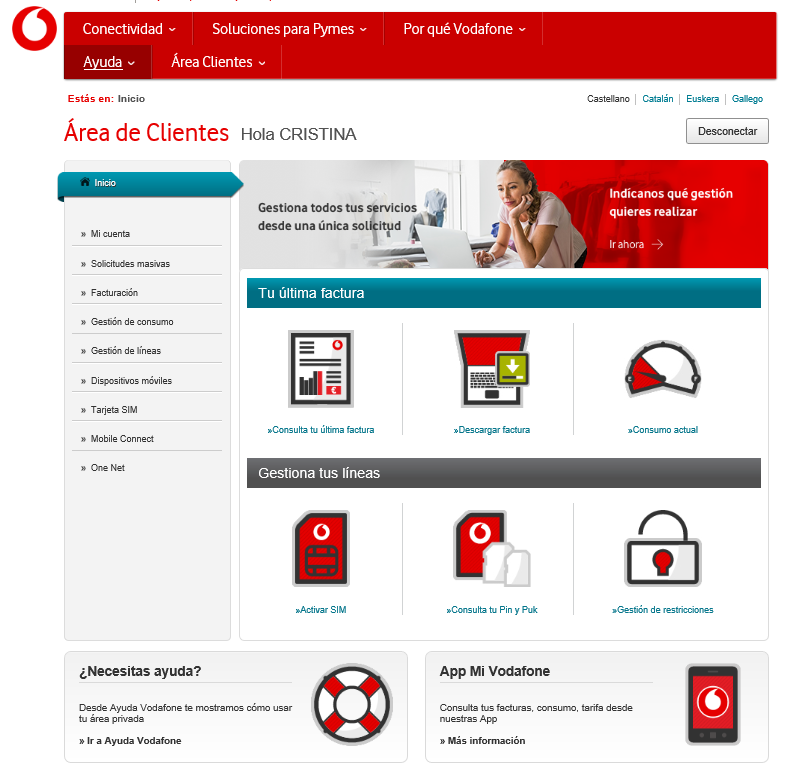 Conectividad
Soluciones para Pymes
Por qué Vodafone
Ayuda
Área Clientes
Estás en: Inicio
Castellano
Catalán
Euskera
Gallego
Área de Clientes
Hola CRISTINA
Desconectar
Inicio
» Mi cuenta
» Solicitudes masivas
» Facturación
» Gestión de consumo
» Gestión de líneas
» Dispositivos móviles
» Tarjeta SIM
» Mobile Connect
» One Net
Gestiona todos tus servicios
desde una única solicitud
Indícanos qué gestión
quieres realizar
Ir ahora →
Tu última factura
»Consulta tu última factura
»Descargar factura
»Consumo actual
Gestiona tus líneas
»Activar SIM
»Consulta tu Pin y Puk
»Gestión de restricciones
¿Necesitas ayuda?
Desde Ayuda Vodafone te mostramos cómo usar
tu área privada
» Ir a Ayuda Vodafone
App Mi Vodafone
Consulta tus facturas, consumo, tarifa desde
nuestras App
» Más información